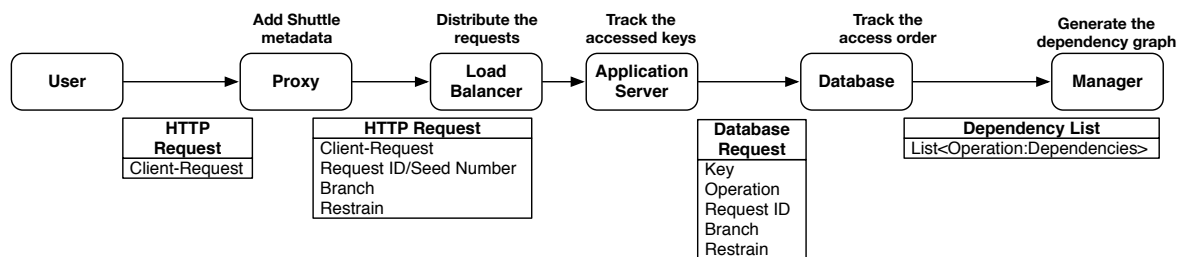 Add Shuttle
metadata
Distribute the
requests
Track the
accessed keys
Track the
access order
Generate the
dependency graph
User
Proxy
Load
Balancer
Application
Server
Database
Manager
HTTP
Request
Client-Request
HTTP Request
Client-Request
Request ID/Seed Number
Branch
Restrain
Database
Request
Key
Operation
Request ID
Branch
Restrain
Dependency List
List<Operation:Dependencies>